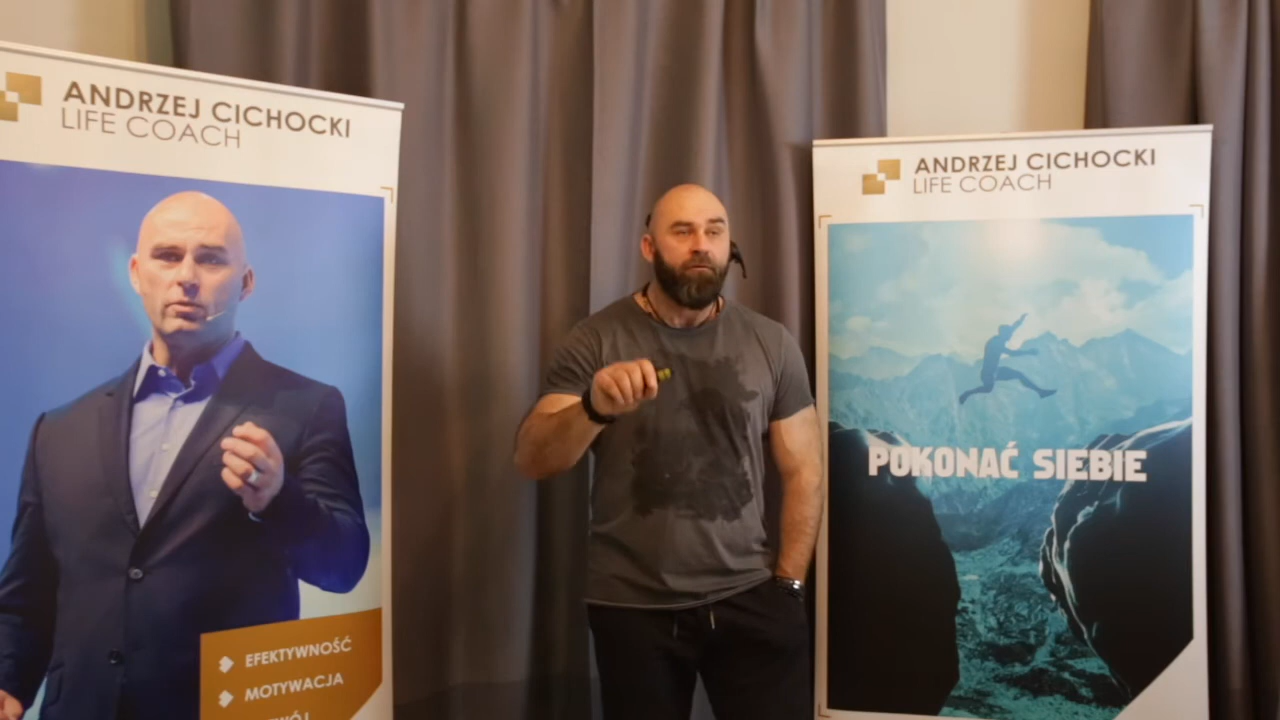 ANDRZEJ CICHOCKI
LIFE COACH
EFEKTYWNOŚĆ
MOTYWACJA
ANDRZEJ CICHOCKI
LIFE COACH
POKONAĆ SIEBIE